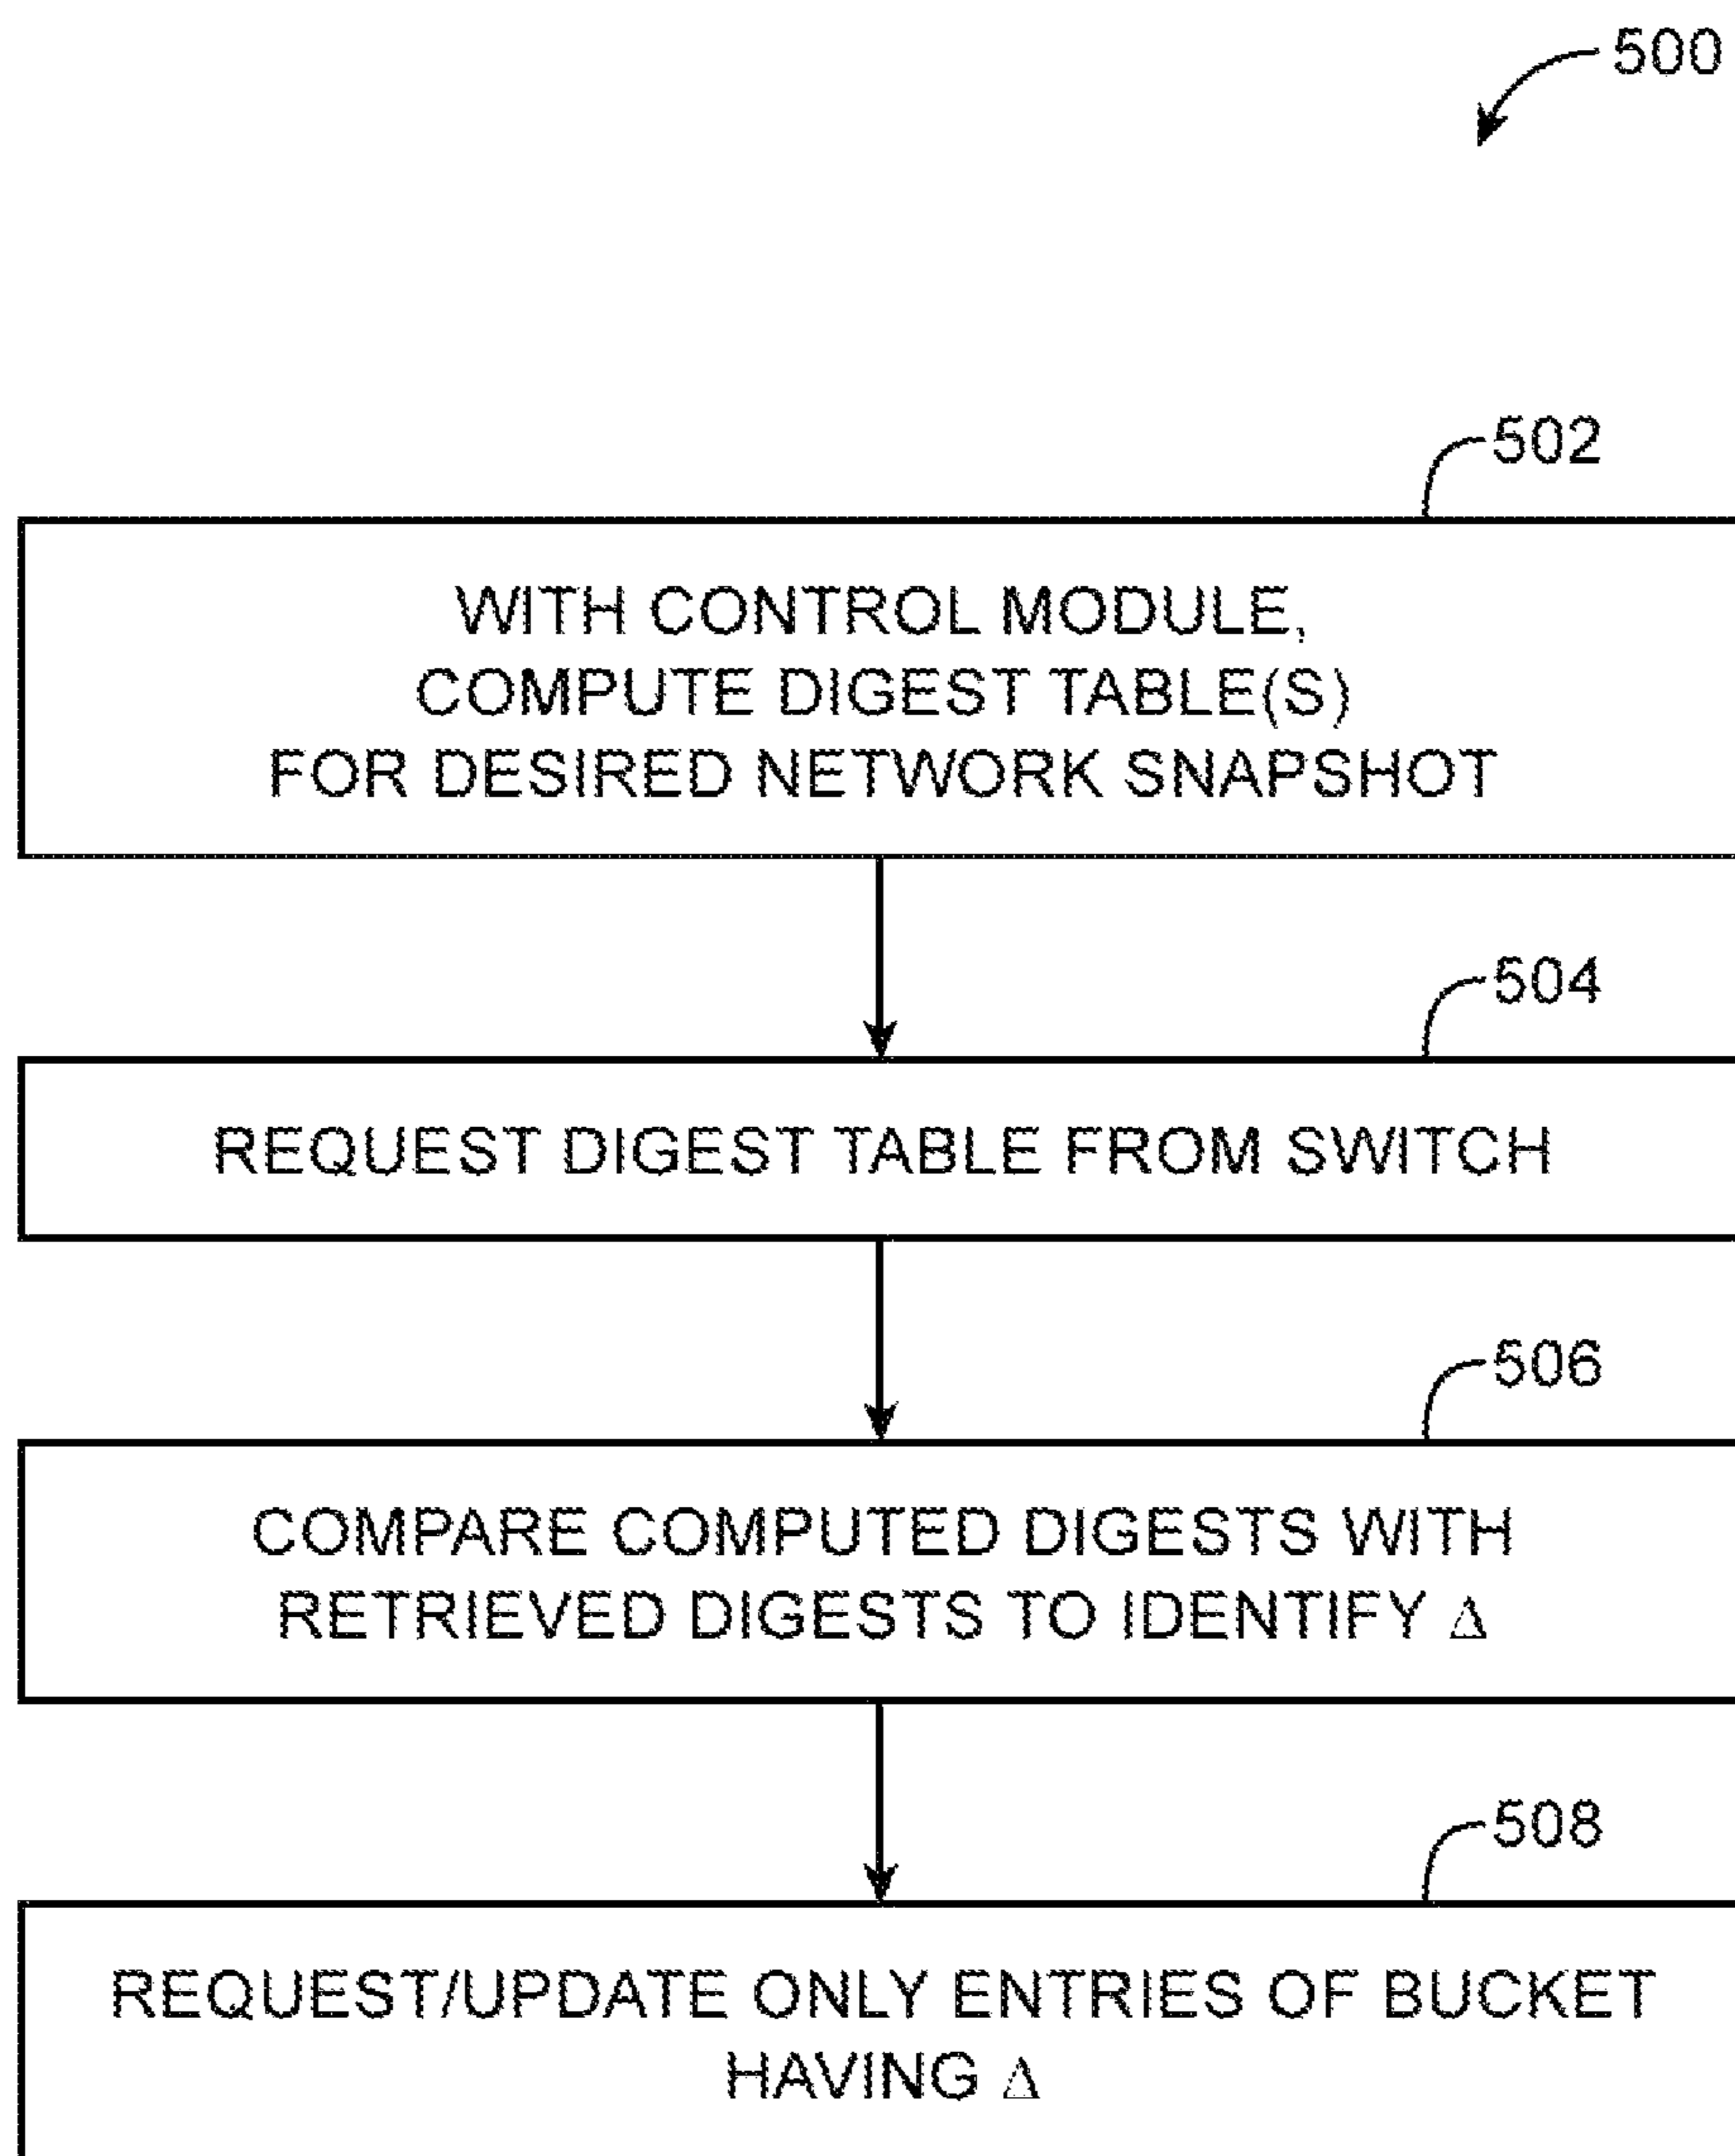 500
502
WITH CONTROL MODULE,
COMPUTE DIGEST TABLE(S)
FOR DESIRED NETWORK SNAPSHOT
504
REQUEST DIGEST TABLE FROM SWITCH
506
COMPARE COMPUTED DIGESTS WITH
RETRIEVED DIGESTS TO IDENTIFY Δ
508
REQUEST/UPDATE ONLY ENTRIES OF BUCKET
HAVING Δ